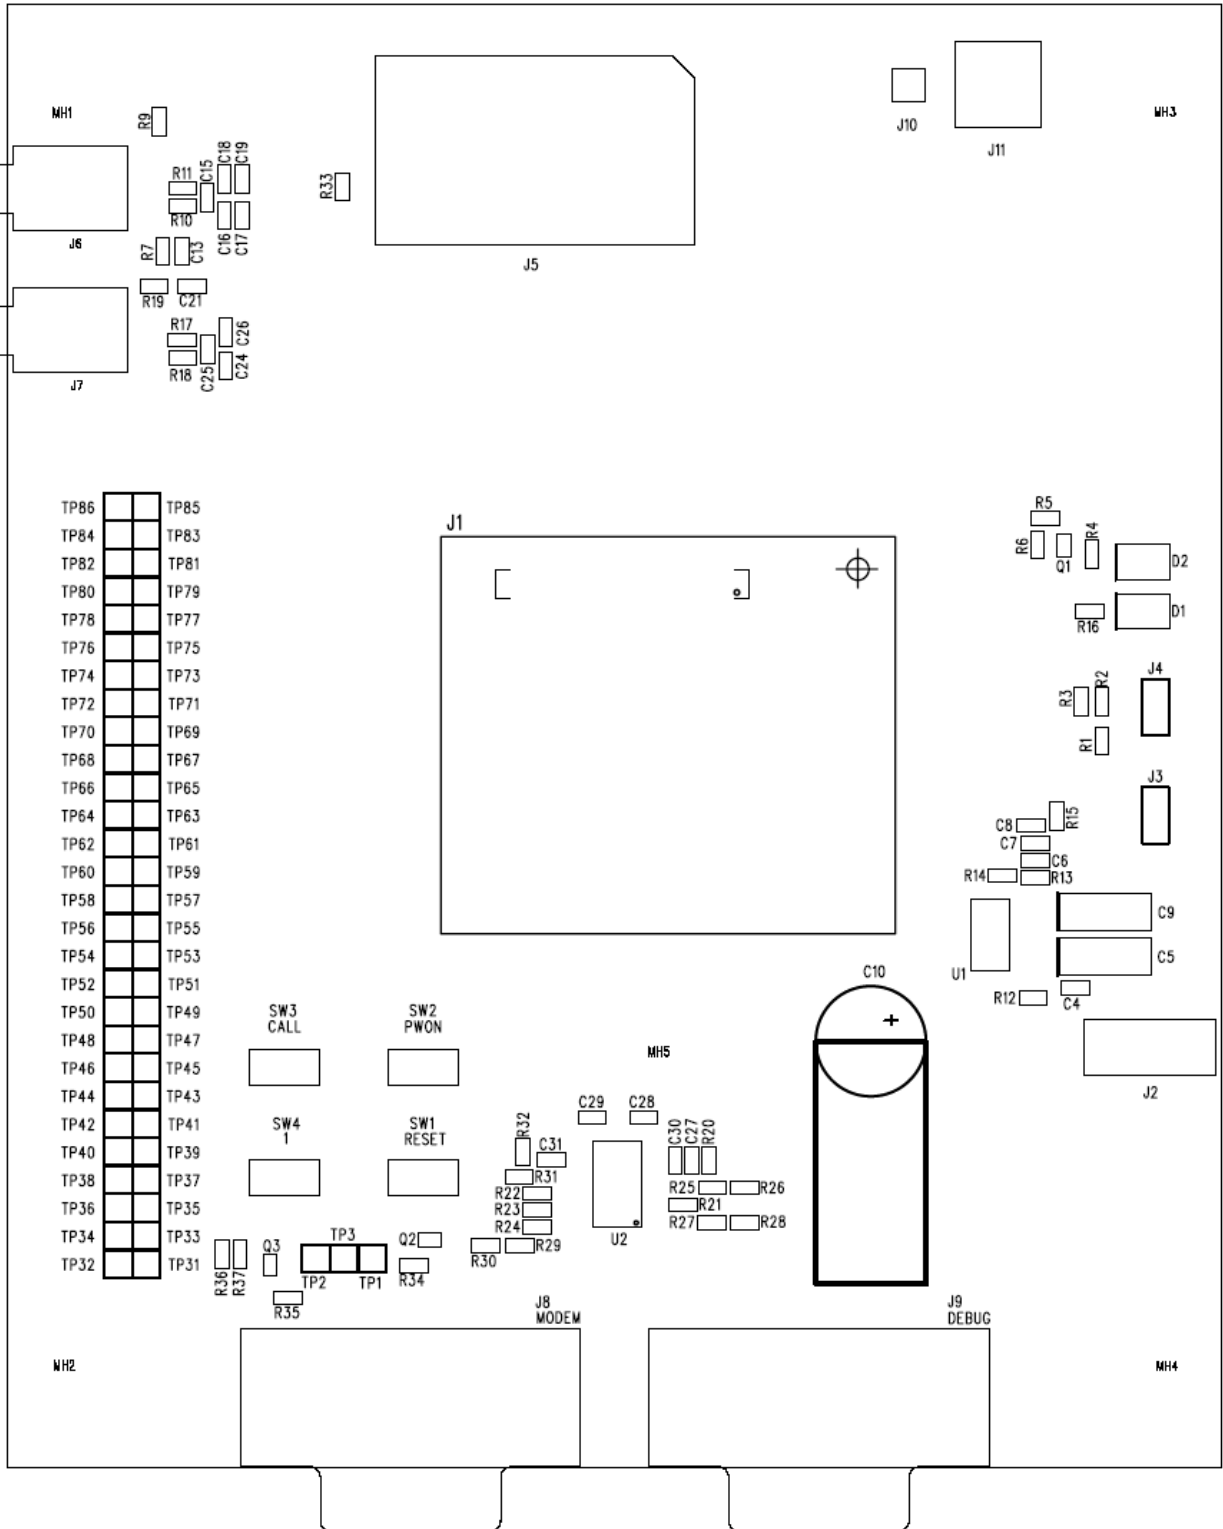 MH1
R9
MH3
J10
J11
C18
C19
R11
C15
R33
R10
C16
C17
J6
R7
C13
J5
R19
C21
R17
C26
R18
C25
C24
J7
TP86 TP85
TP84 TP83
TP82 TP81
TP80 TP79
TP78 TP77
TP76 TP75
TP74 TP73
TP72 TP71
TP70 TP69
TP68 TP67
TP66 TP65
TP64 TP63
TP62 TP61
TP60 TP59
TP58 TP57
TP56 TP55
TP54 TP53
TP52 TP51
TP50 TP49
TP48 TP47
TP46 TP45
TP44 TP43
TP42 TP41
TP40 TP39
TP38 TP37
TP36 TP35
TP34 TP33
TP32 TP31
J1
R5
R6
Q1
R4
D2
D1
R16
J4
R3
R2
R1
J3
C8
R15
C7
C6
R14
R13
C9
C5
U1
R12
C4
J2
C10
+
SW3
CALL
SW2
PWON
MH5
SW4
1
SW1
RESET
C29
C28
R32
C31
C30
C27
R20
R31
R22
R23
R24
R25
R26
R21
R27
R28
U2
Q2
R29
R30
R34
TP3
TP2
TP1
Q3
R36
R37
R35
J8
MODEM
J9
DEBUG
MH2
MH4